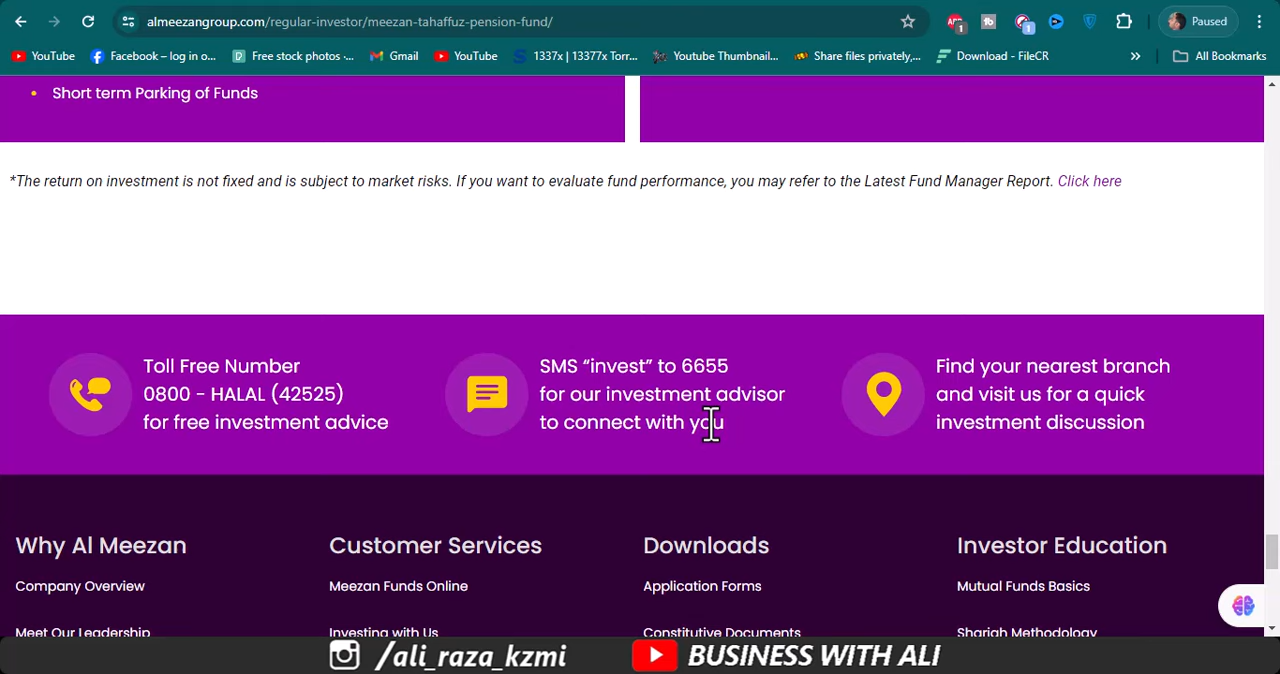 almeezangroup.com/regular-investor/meezan-tahaffuz-pension-fund/
Paused
YouTube
Facebook – log in o...
Free stock photos -...
Gmail
YouTube
1337x | 13377x Torr...
Youtube Thumbnail...
Share files privately,...
Download - FileCR
»
All Bookmarks
• Short term Parking of Funds
*The return on investment is not fixed and is subject to market risks. If you want to evaluate fund performance, you may refer to the Latest Fund Manager Report. Click here
Toll Free Number
0800 - HALAL (42525)
for free investment advice
SMS “invest” to 6655
for our investment advisor
to connect with you
Find your nearest branch
and visit us for a quick
investment discussion
Why Al Meezan
Company Overview
Meet Our Leadership
Customer Services
Meezan Funds Online
Investing with Us
Downloads
Application Forms
Constitutive Documents
Investor Education
Mutual Funds Basics
Shariah Methodology
/ali_raza_kzmi
BUSINESS WITH ALI